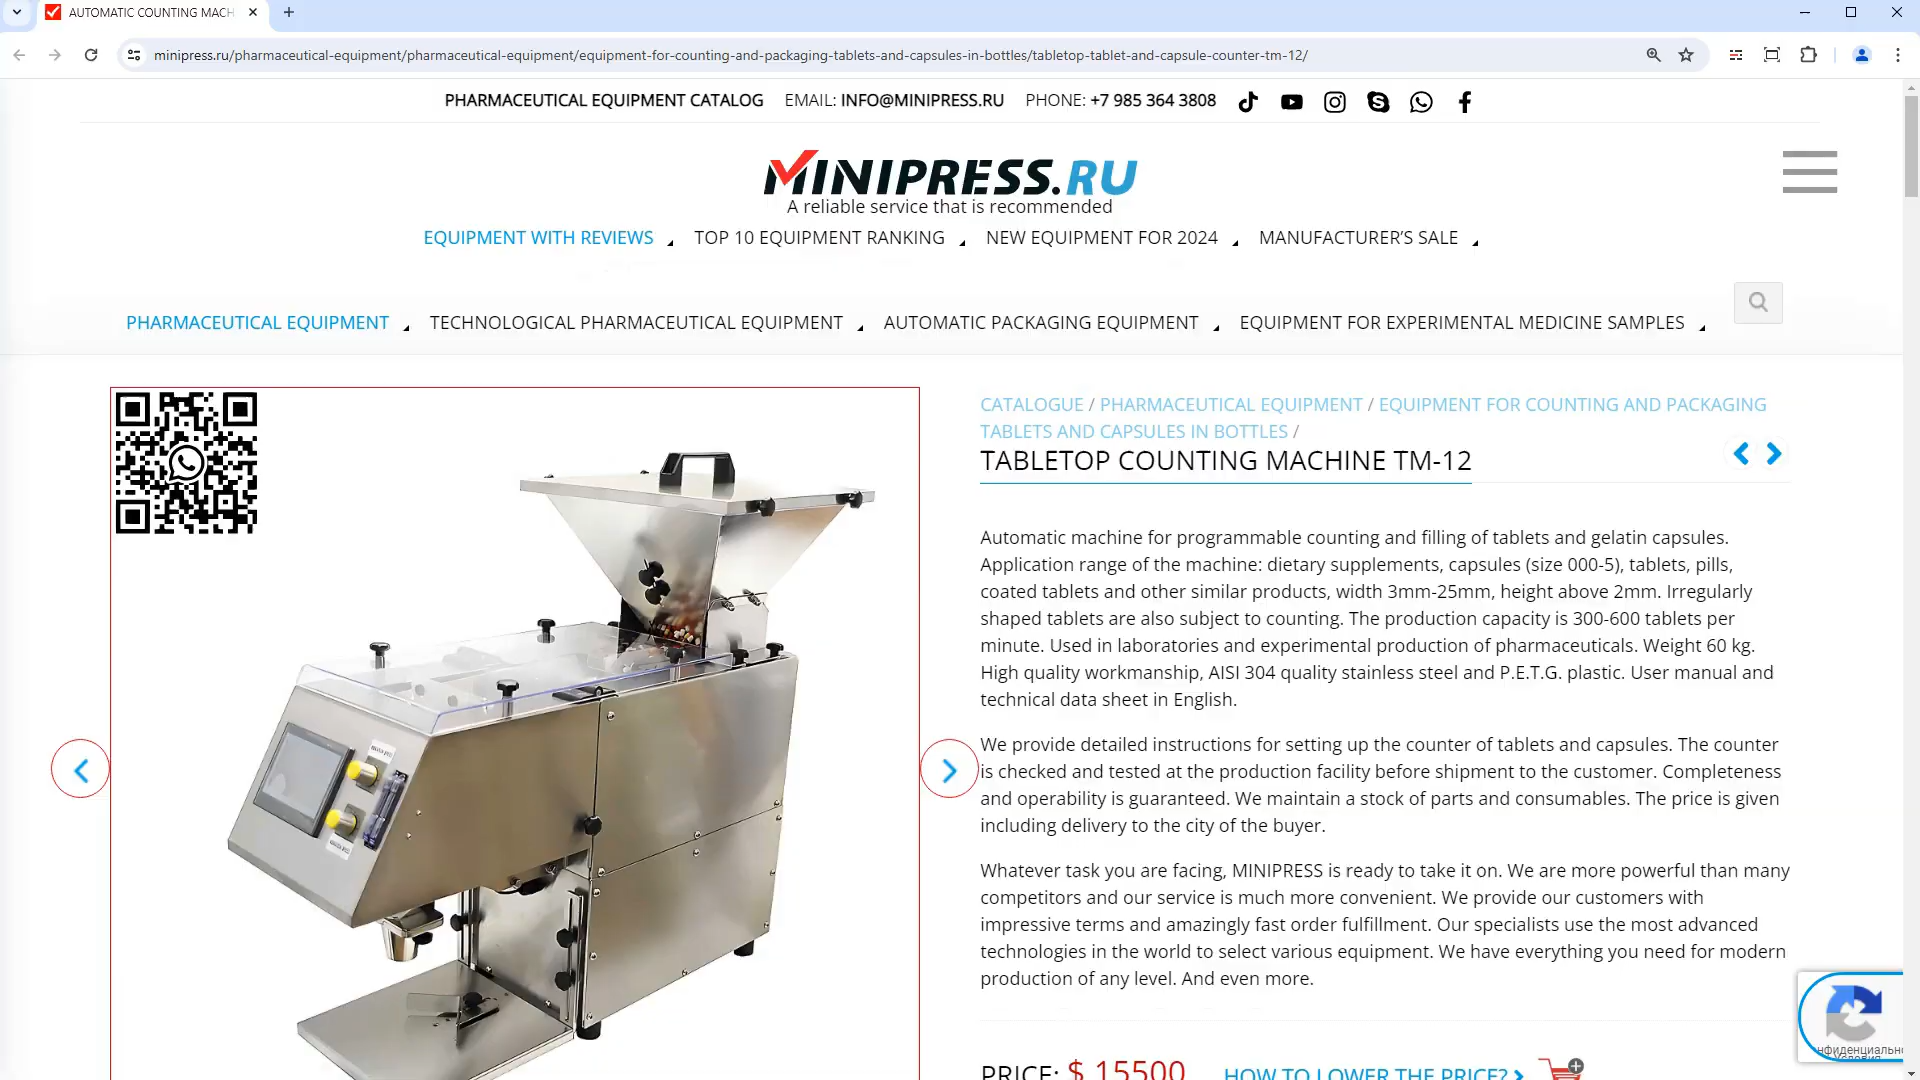 AUTOMATIC COUNTING MACH
minipress.ru/pharmaceutical-equipment/pharmaceutical-equipment/equipment-for-counting-and-packaging-tablets-and-capsules-in-bottles/tabletop-tablet-and-capsule-counter-tm-12/
PHARMACEUTICAL EQUIPMENT CATALOG EMAIL: INFO@MINIPRESS.RU PHONE: +7 985 364 3808
MINIPRESS.RU
A reliable service that is recommended
EQUIPMENT WITH REVIEWS TOP 10 EQUIPMENT RANKING NEW EQUIPMENT FOR 2024 MANUFACTURER'S SALE
PHARMACEUTICAL EQUIPMENT TECHNOLOGICAL PHARMACEUTICAL EQUIPMENT AUTOMATIC PACKAGING EQUIPMENT EQUIPMENT FOR EXPERIMENTAL MEDICINE SAMPLES
CATALOGUE / PHARMACEUTICAL EQUIPMENT / EQUIPMENT FOR COUNTING AND PACKAGING
TABLETS AND CAPSULES IN BOTTLES /
TABLETOP COUNTING MACHINE TM-12
Automatic machine for programmable counting and filling of tablets and gelatin capsules.
Application range of the machine: dietary supplements, capsules (size 000-5), tablets, pills,
coated tablets and other similar products, width 3mm-25mm, height above 2mm. Irregularly
shaped tablets are also subject to counting. The production capacity is 300-600 tablets per
minute. Used in laboratories and experimental production of pharmaceuticals. Weight 60 kg.
High quality workmanship, AISI 304 quality stainless steel and P.E.T.G. plastic. User manual and
technical data sheet in English.
We provide detailed instructions for setting up the counter of tablets and capsules. The counter
is checked and tested at the production facility before shipment to the customer. Completeness
and operability is guaranteed. We maintain a stock of parts and consumables. The price is given
including delivery to the city of the buyer.
Whatever task you are facing, MINIPRESS is ready to take it on. We are more powerful than many
competitors and our service is much more convenient. We provide our customers with
impressive terms and amazingly fast order fulfillment. Our specialists use the most advanced
technologies in the world to select various equipment. We have everything you need for modern
production of any level. And even more.
PRICE: $ 15500 HOW TO LOWER THE PRICE?